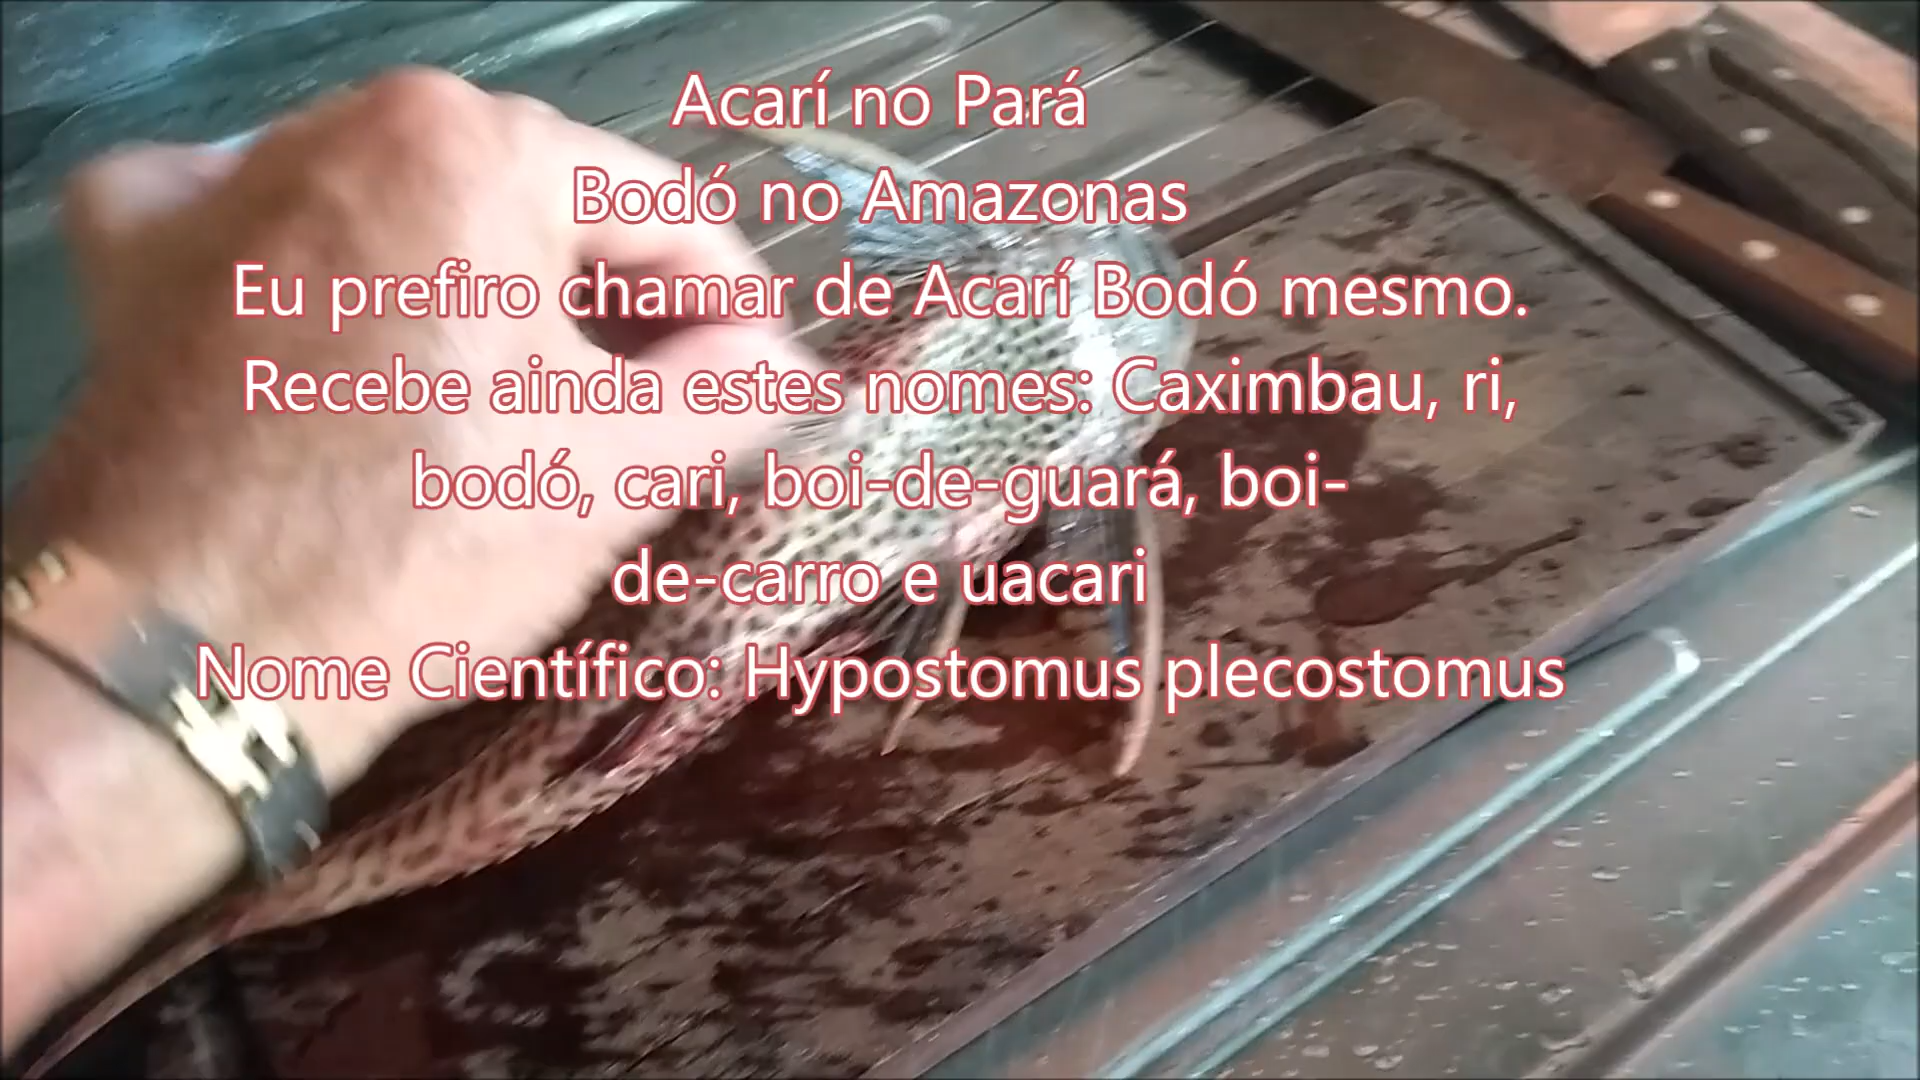 Acarí no Pará
Bodó no Amazonas
Eu prefiro chamar de Acarí Bodó mesmo.
Recebe ainda estes nomes: Caximbau, ri,
bodó, cari, boi-de-guará, boi-
de-carro e uacari
Nome Científico: Hypostomus plecostomus